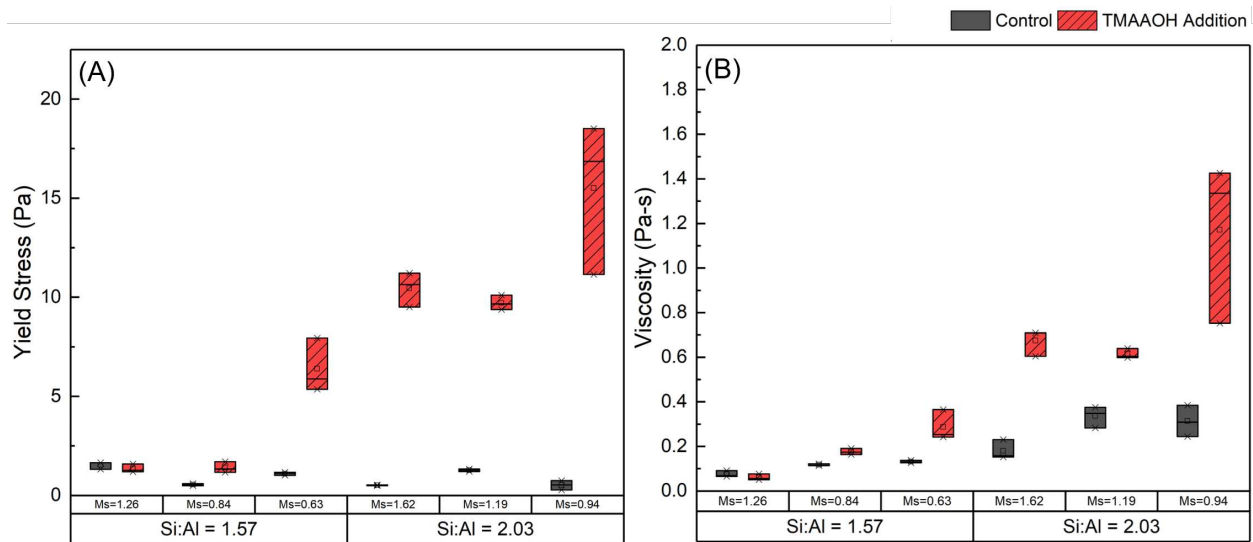 Control TMAAOH Addition
(A)
Yield Stress (Pa)
20
15
10
5
0
Ms=1.26 Ms=0.84 Ms=0.63 Ms=1.62 Ms=1.19 Ms=0.94
Si:Al = 1.57 Si:Al = 2.03
(B)
Viscosity (Pa-s)
2.0
1.8
1.6
1.4
1.2
1.0
0.8
0.6
0.4
0.2
0.0
Ms=1.26 Ms=0.84 Ms=0.63 Ms=1.62 Ms=1.19 Ms=0.94
Si:Al = 1.57 Si:Al = 2.03